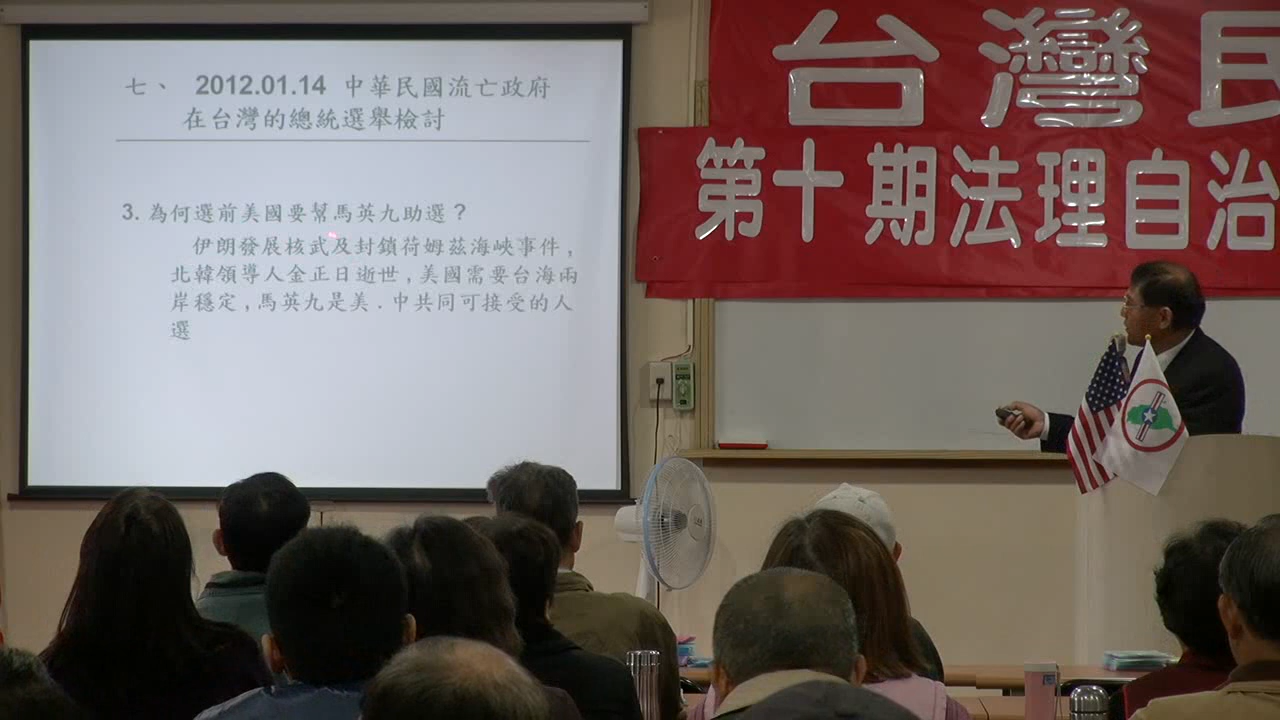 七、 2012.01.14 中華民國流亡政府
在台灣的總統選舉檢討
3. 為何選前美國要幫馬英九助選？
伊朗發展核武及封鎖荷姆茲海峽事件，
北韓領導人金正日逝世，美國需要台海兩
岸穩定，馬英九是美．中共同可接受的人
選
台灣民
第十期法理自治